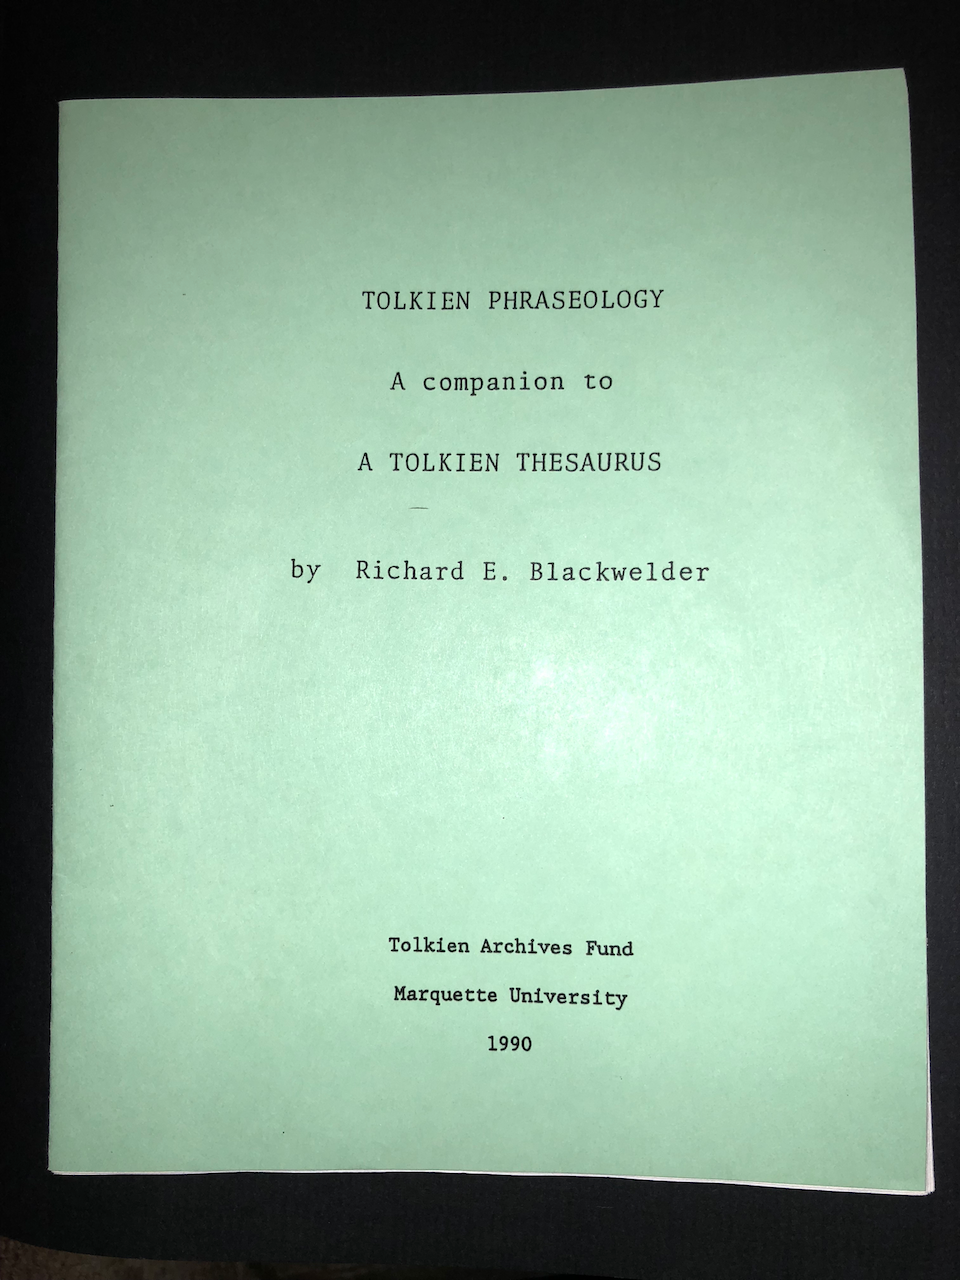 TOLKIEN PHRASEOLOGY
A companion to
A TOLKIEN THESAURUS
by Richard E. Blackwelder
Tolkien Archives Fund
Marquette University
1990